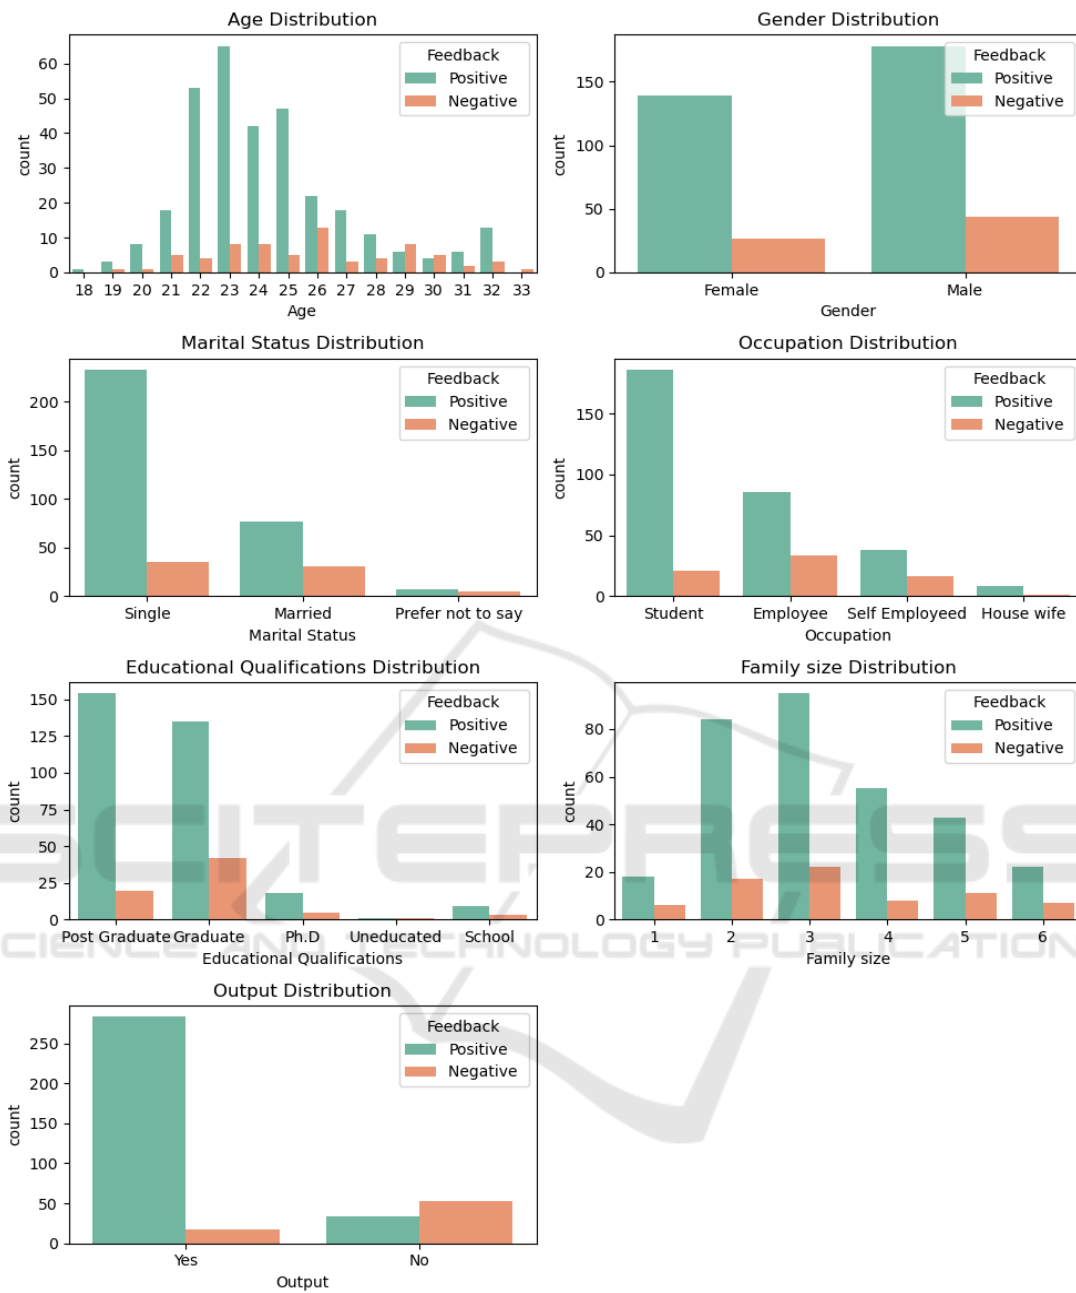 Age Distribution
Feedback
Positive
Negative
count
60
50
40
30
20
10
0
18 19 20 21 22 23 24 25 26 27 28 29 30 31 32 33
Age
Gender Distribution
Feedback
Positive
Negative
count
150
100
50
0
Female Male
Gender
Marital Status Distribution
Feedback
Positive
Negative
count
200
150
100
50
0
Single Married Prefer not to say
Marital Status
Occupation Distribution
Feedback
Positive
Negative
count
150
100
50
0
Student Employee Self Employeed House wife
Occupation
Educational Qualifications Distribution
Feedback
Positive
Negative
count
150
125
100
75
50
25
0
Post Graduate Graduate Ph.D Uneducated School
Educational Qualifications
Family size Distribution
Feedback
Positive
Negative
count
80
60
40
20
0
1 2 3 4 5 6
Family size
SCITEPRESS
SCIENCE AND TECHNOLOGY PUBLICATIONS
Output Distribution
Feedback
Positive
Negative
count
250
200
150
100
50
0
Yes No
Output